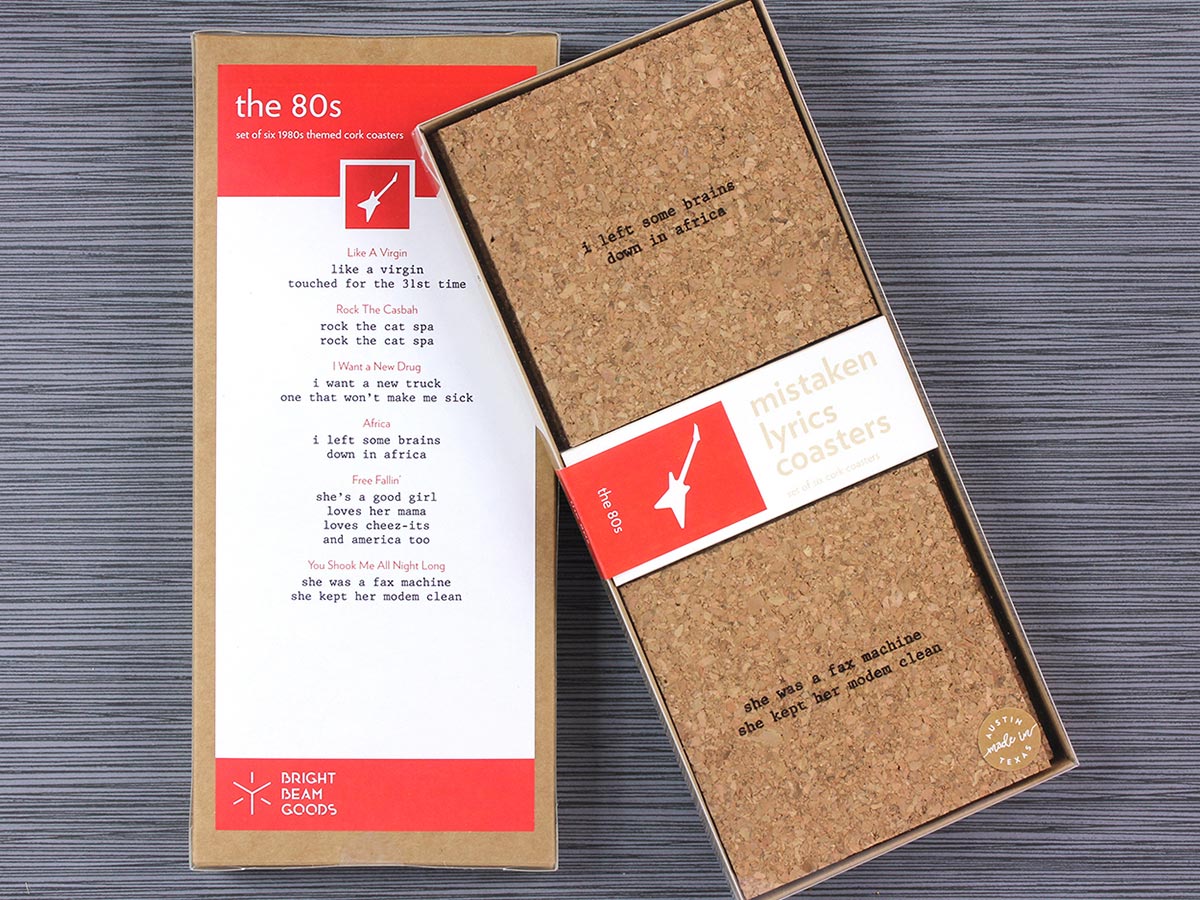 the 80s
set of six 1980s themed cork coasters
Like A Virgin
like a virgin
touched for the 31st time
Rock The Casbah
rock the cat spa
rock the cat spa
I Want a New Drug
i want a new truck
one that won't make me sick
Africa
i left some brains
down in africa
Free Fallin'
she's a good girl
loves her mama
loves cheez-its
and america too
You Shook Me All Night Long
she was a fax machine
she kept her modem clean
BRIGHT
BEAM
GOODS
i left some brains
down in africa
the 80s
mistaken
lyrics
coasters
set of six cork coasters
she was a fax machine
she kept her modem clean
AUSTIN
made in
TEXAS